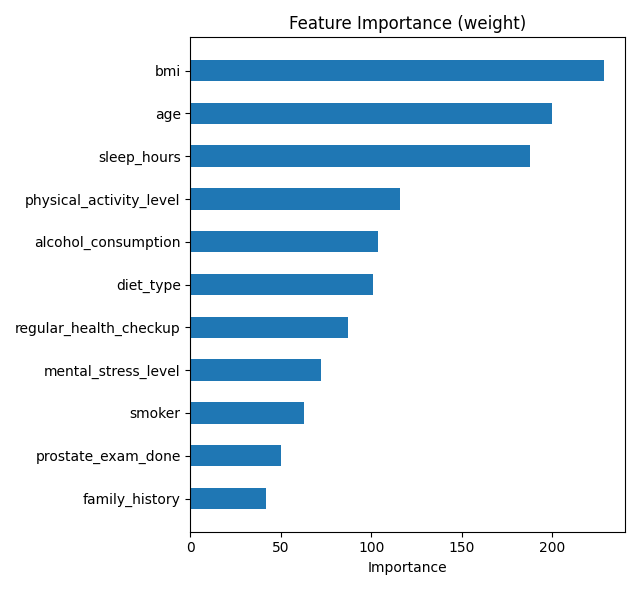 Feature Importance (weight)
bmi
age
sleep_hours
physical_activity_level
alcohol_consumption
diet_type
regular_health_checkup
mental_stress_level
smoker
prostate_exam_done
family_history
0 50 100 150 200
Importance